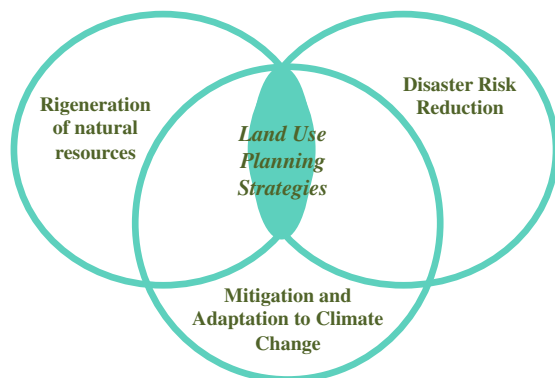 Rigeneration
of natural
resources
Disaster Risk
Reduction
Land Use
Planning
Strategies
Mitigation and
Adaptation to Climate
Change